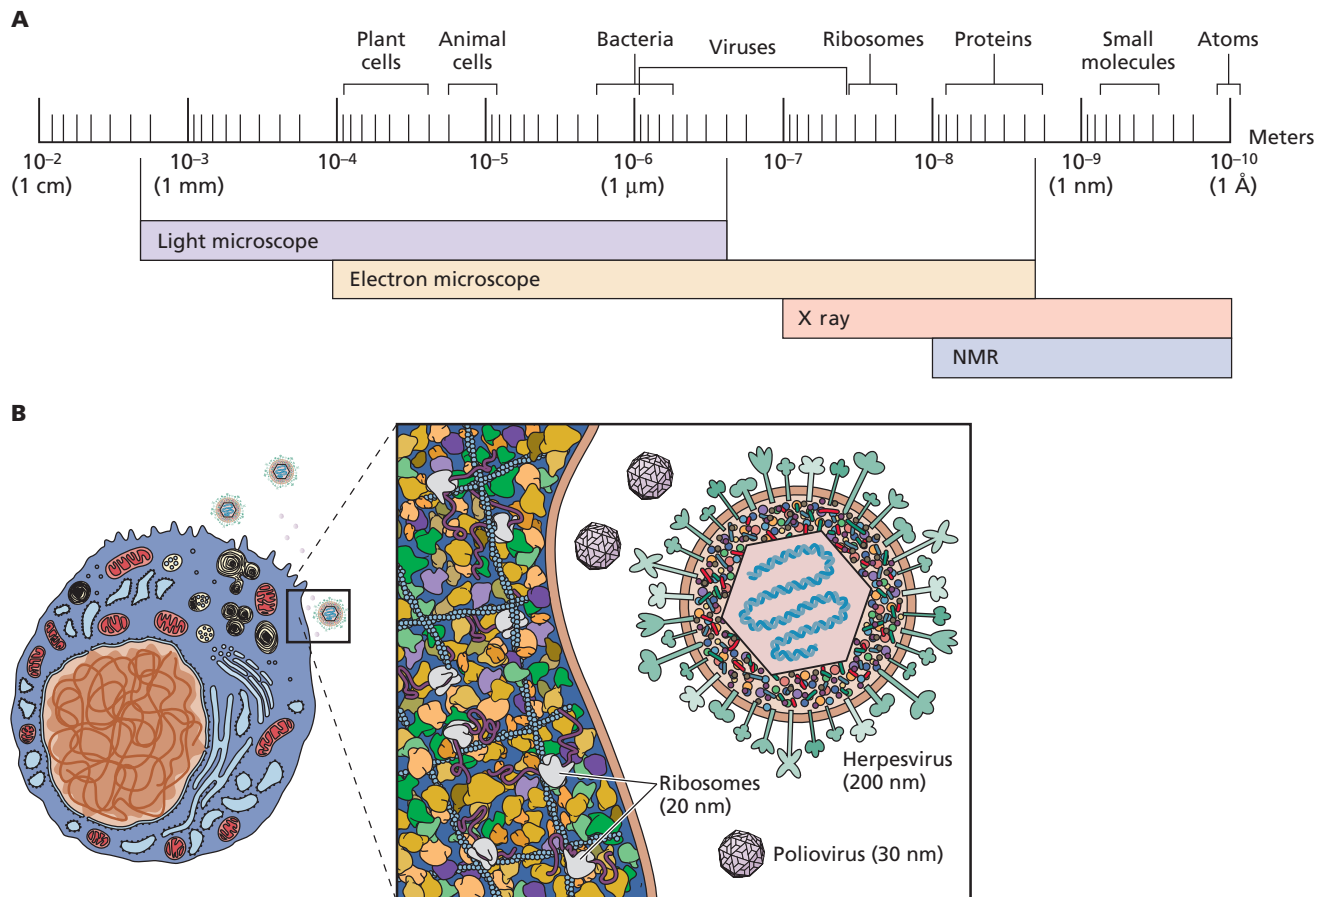 A
Plant
cells
Animal
cells
Bacteria
Viruses
Ribosomes
Proteins
Small
molecules
Atoms
Meters
10–2
(1 cm)
10–3
(1 mm)
10–4
10–5
10–6
(1 μm)
10–7
10–8
10–9
(1 nm)
10–10
(1 Å)
Light microscope
Electron microscope
X ray
NMR
B
Herpesvirus
(200 nm)
Ribosomes
(20 nm)
Poliovirus (30 nm)